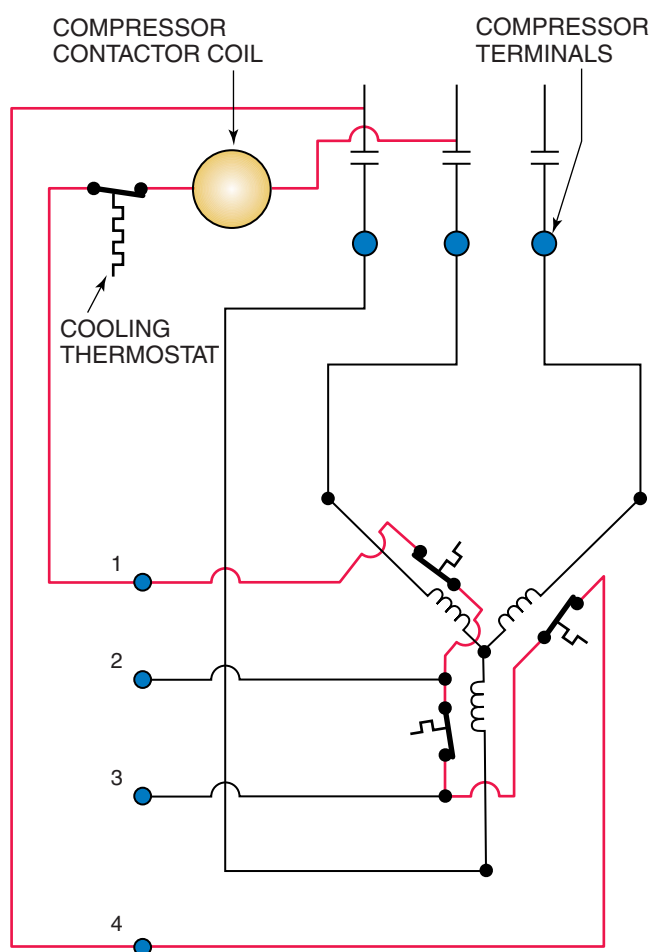 COMPRESSOR
CONTACTOR COIL
COMPRESSOR
TERMINALS
COOLING
THERMOSTAT
1
2
3
4